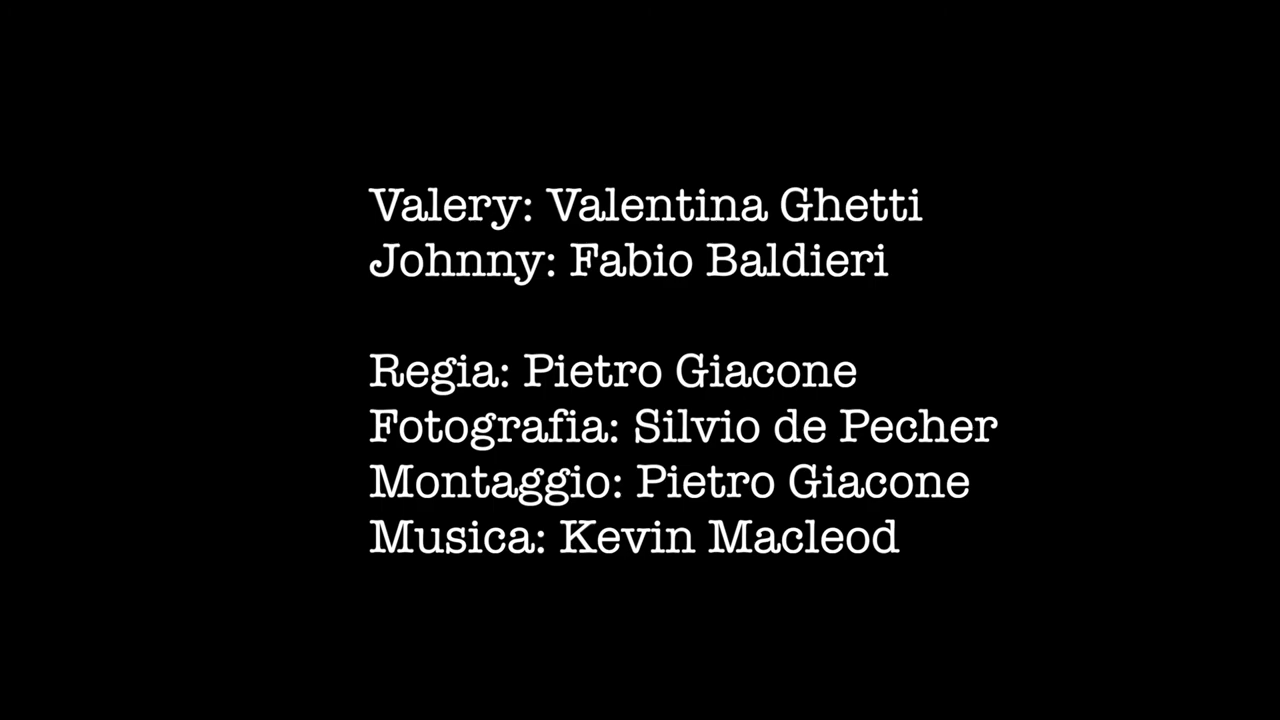 Valery: Valentina Ghetti
Johnny: Fabio Baldieri
Regia: Pietro Giacone
Fotografia: Silvio de Pecher
Montaggio: Pietro Giacone
Musica: Kevin Macleod